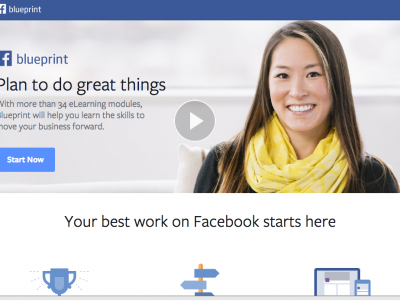 blueprint
blueprint
Plan to do great things
With more than 34 eLearning modules,
Blueprint will help you learn the skills to
move your business forward.
Start Now
Your best work on Facebook starts here